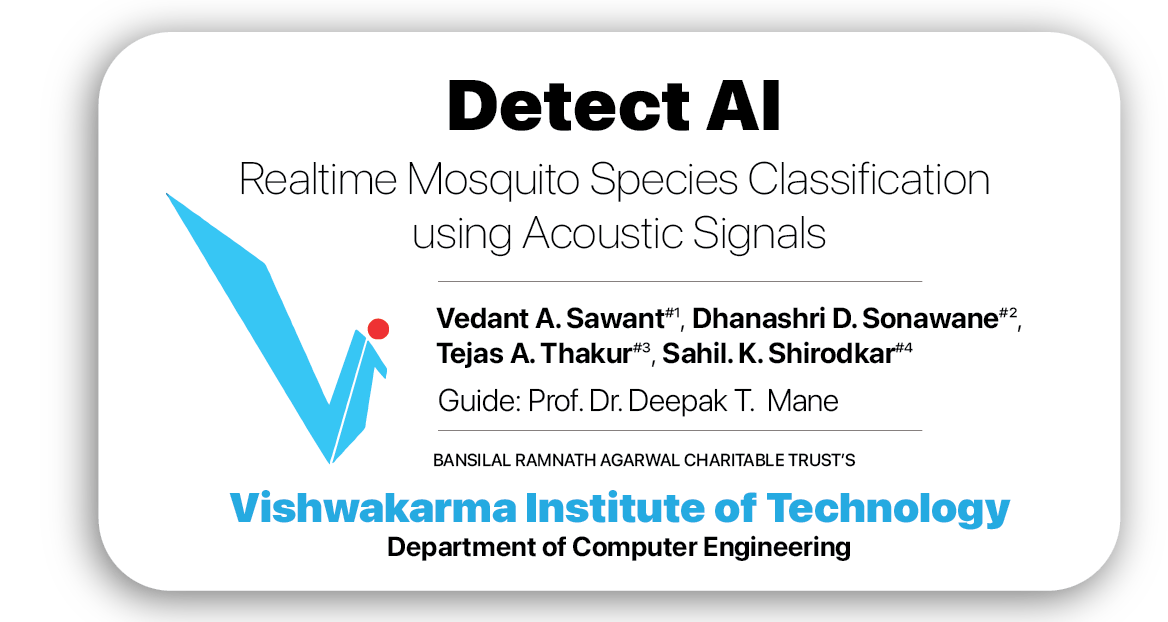 Detect AI
Realtime Mosquito Species Classification
using Acoustic Signals
Vedant A. Sawant#1, Dhanashri D. Sonawane#2,
Tejas A. Thakur#3, Sahil. K. Shirodkar#4
Guide: Prof. Dr. Deepak T. Mane
BANSILAL RAMNATH AGARWAL CHARITABLE TRUST'S
Vishwakarma Institute of Technology
Department of Computer Engineering